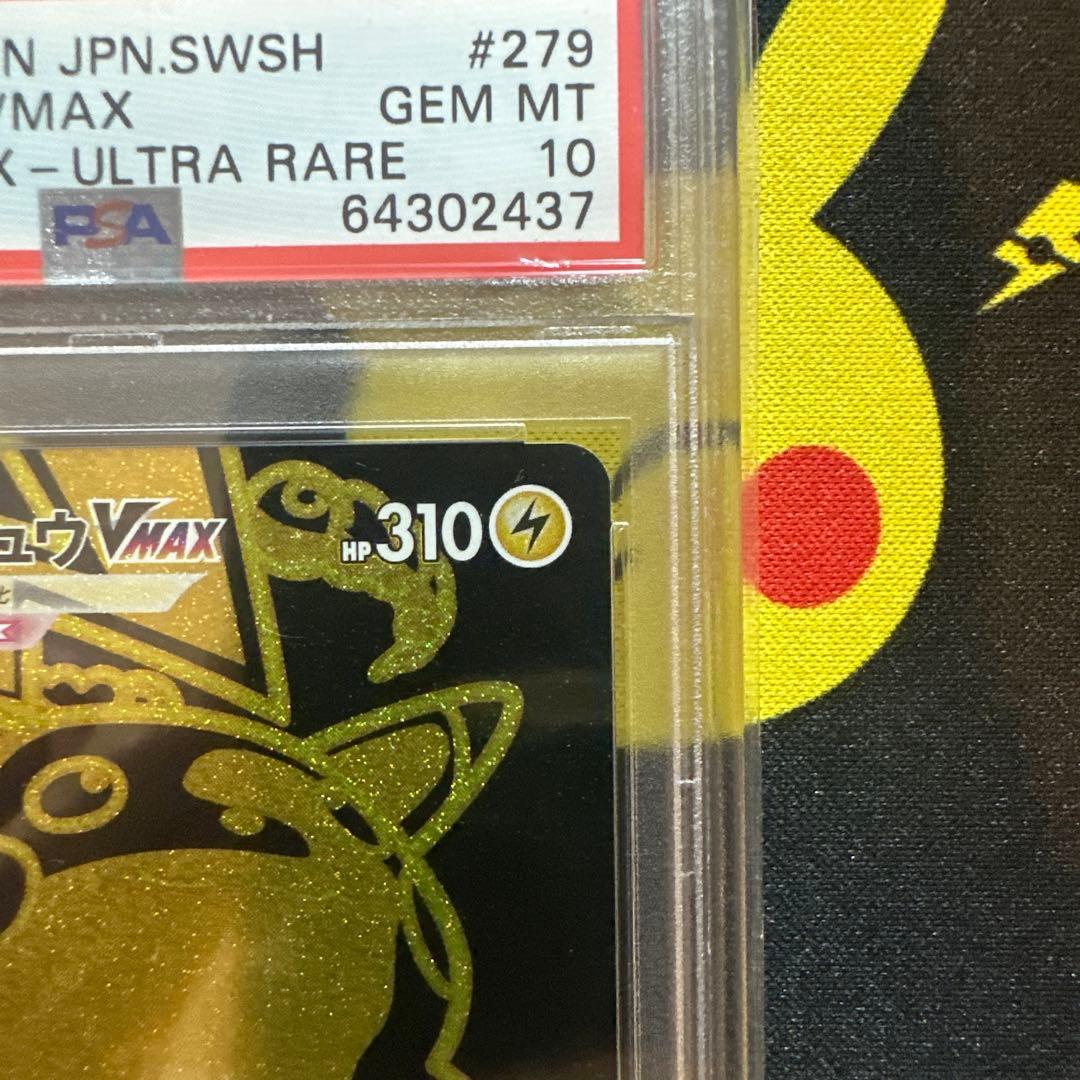 N JPN.SWSH #279
VMAX GEM MT
X-ULTRA RARE 10
PSA 64302437
ュウVMAX HP310